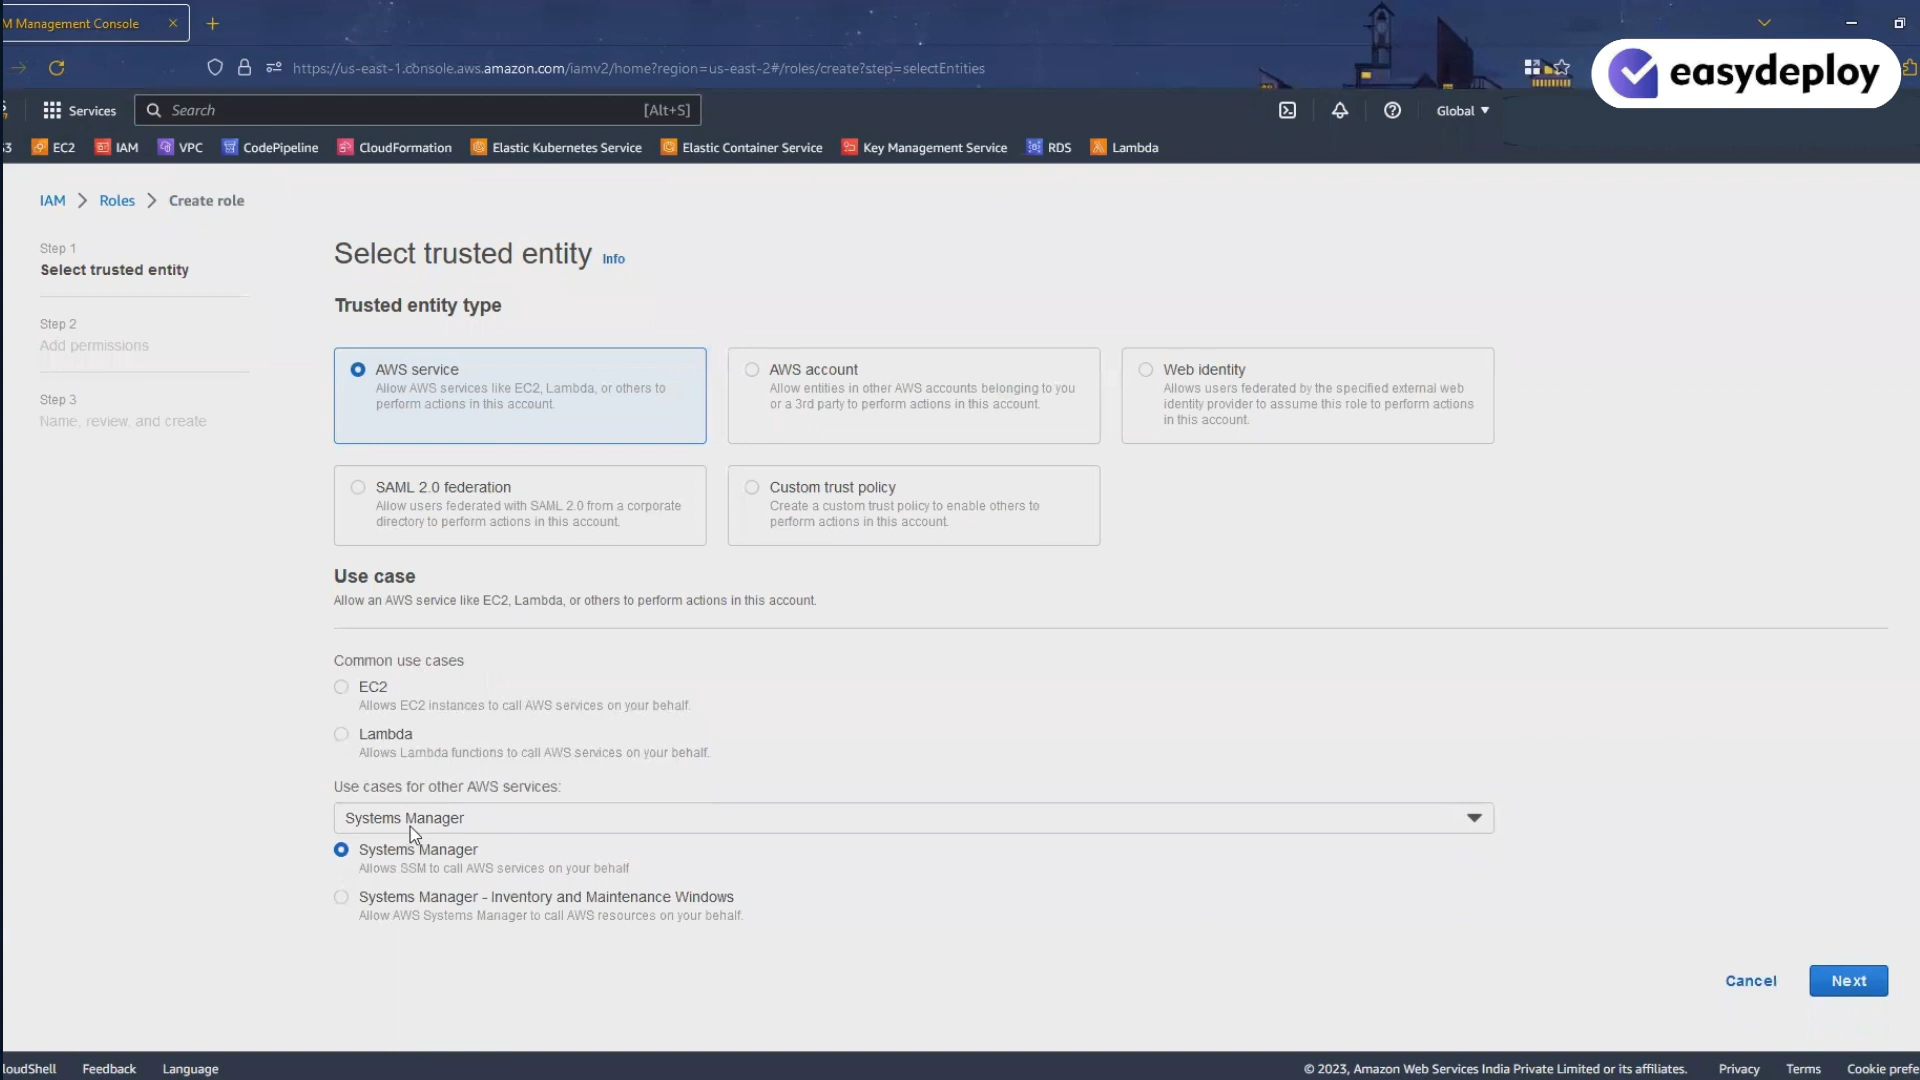 M Management Console
https://us-east-1.console.aws.amazon.com/iamv2/home?region=us-east-2#/roles/create?step=selectEntities
easydeploy
Services
Search
[Alt+S]
Global
S3
EC2
IAM
VPC
CodePipeline
CloudFormation
Elastic Kubernetes Service
Elastic Container Service
Key Management Service
RDS
Lambda
IAM
Roles
Create role
Step 1
Select trusted entity
Step 2
Add permissions
Step 3
Name, review, and create
Select trusted entity Info
Trusted entity type
AWS service
Allow AWS services like EC2, Lambda, or others to
perform actions in this account.
AWS account
Allow entities in other AWS accounts belonging to you
or a 3rd party to perform actions in this account.
Web identity
Allows users federated by the specified external web
identity provider to assume this role to perform actions
in this account.
SAML 2.0 federation
Allow users federated with SAML 2.0 from a corporate
directory to perform actions in this account.
Custom trust policy
Create a custom trust policy to enable others to
perform actions in this account.
Use case
Allow an AWS service like EC2, Lambda, or others to perform actions in this account.
Common use cases
EC2
Allows EC2 instances to call AWS services on your behalf.
Lambda
Allows Lambda functions to call AWS services on your behalf.
Use cases for other AWS services:
Systems Manager
Systems Manager
Allows SSM to call AWS services on your behalf
Systems Manager - Inventory and Maintenance Windows
Allow AWS Systems Manager to call AWS resources on your behalf.
Cancel
Next
loudShell
Feedback
Language
© 2023, Amazon Web Services India Private Limited or its affiliates.
Privacy
Terms
Cookie prefe